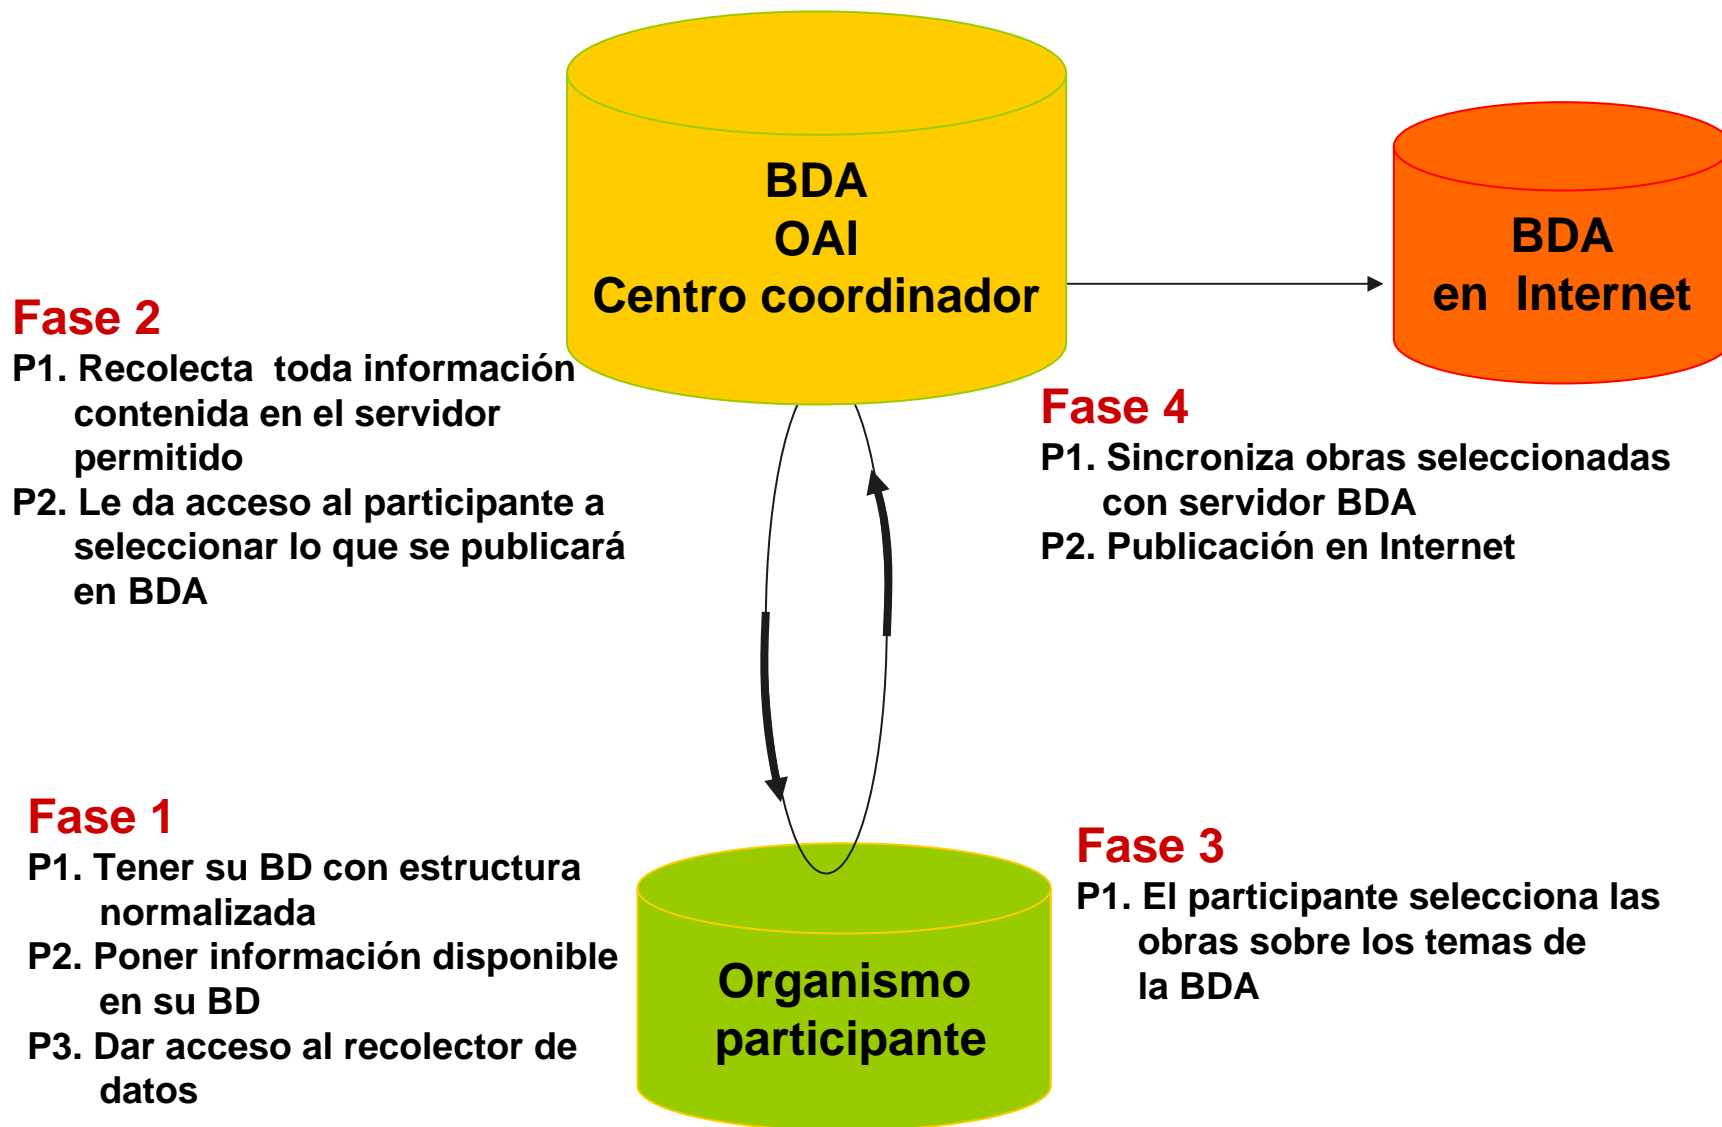 BDA
OAI
Centro coordinador
BDA
en Internet
Fase 2
P1. Recolecta toda información
contenida en el servidor
permitido
P2. Le da acceso al participante a
seleccionar lo que se publicará
en BDA
Fase 4
P1. Sincroniza obras seleccionadas
con servidor BDA
P2. Publicación en Internet
Fase 1
P1. Tener su BD con estructura
normalizada
P2. Poner información disponible
en su BD
P3. Dar acceso al recolector de
datos
Organismo
participante
Fase 3
P1. El participante selecciona las
obras sobre los temas de
la BDA